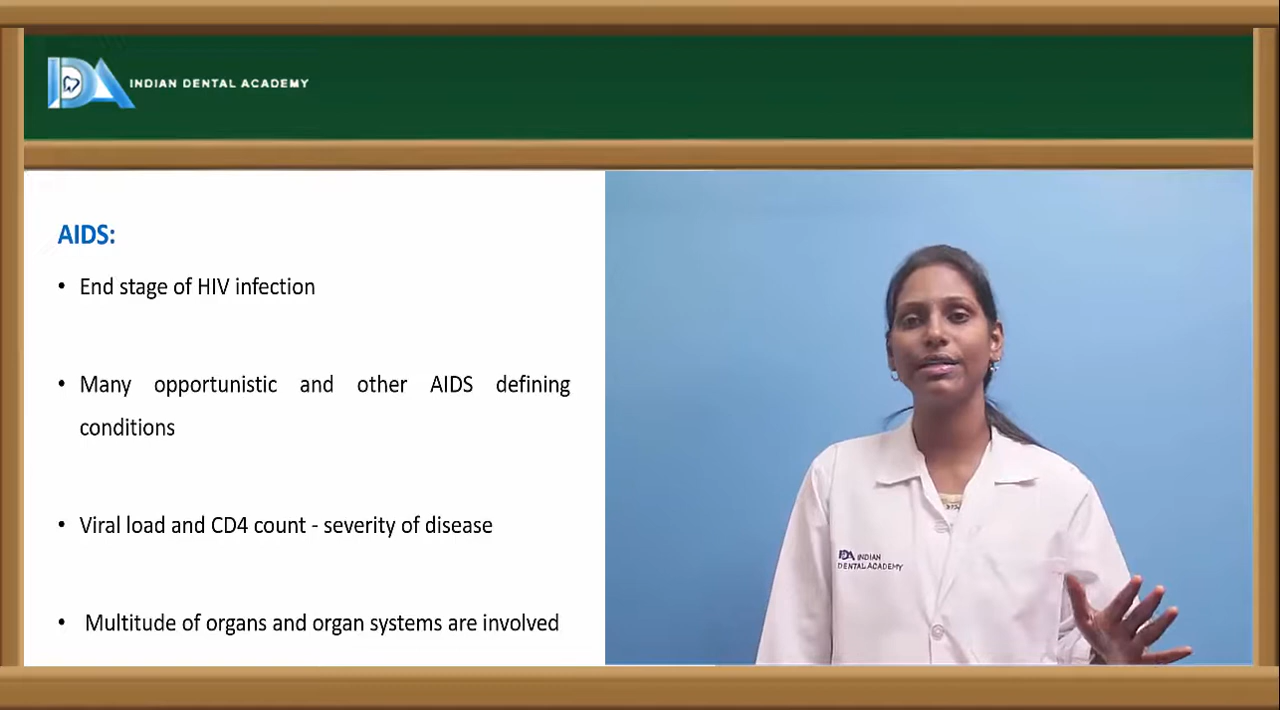 INDIAN DENTAL ACADEMY
AIDS:
• End stage of HIV infection
• Many opportunistic and other AIDS defining
conditions
• Viral load and CD4 count - severity of disease
• Multitude of organs and organ systems are involved
IDA INDIAN
DENTAL ACADEMY